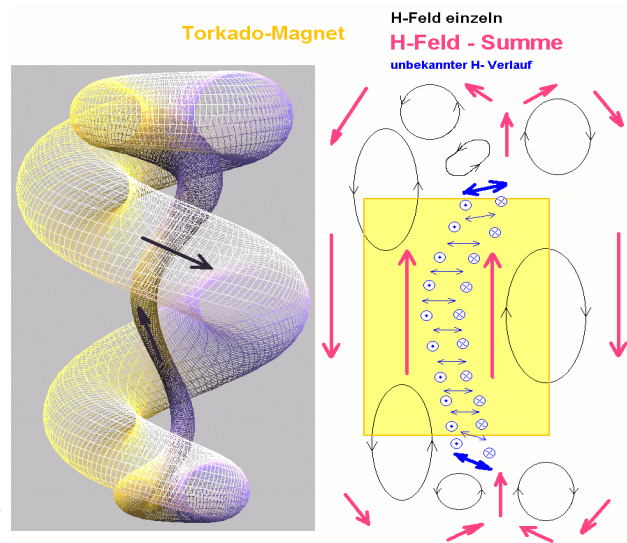 Torkado-Magnet
H-Feld einzeln
H-Feld - Summe
unbekannter H- Verlauf